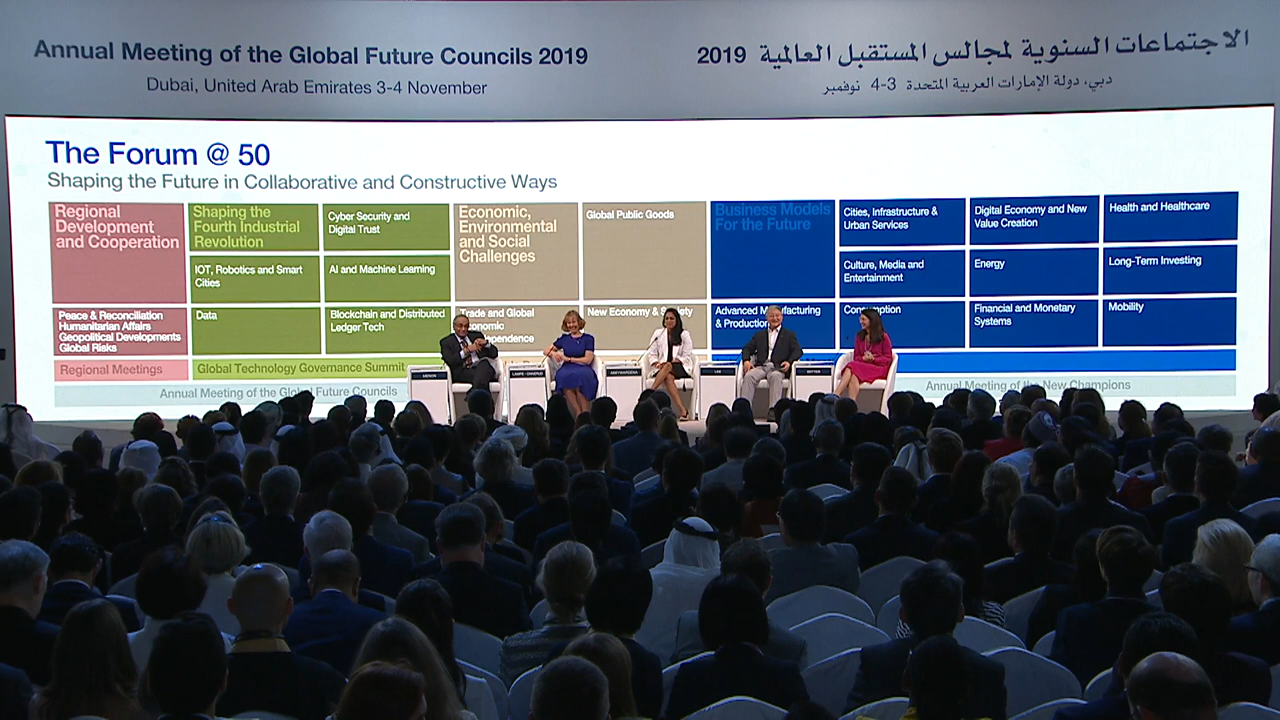 Annual Meeting of the Global Future Councils 2019
Dubai, United Arab Emirates 3-4 November
الاجتماعات السنوية لمجالس المستقبل العالمية 2019
دبي، دولة الإمارات العربية المتحدة 3-4 نوفمبر
The Forum @ 50
Shaping the Future in Collaborative and Constructive Ways
Regional
Development
and Cooperation
Shaping the
Fourth Industrial
Revolution
Cyber Security and
Digital Trust
Economic,
Environmental
and Social
Challenges
Global Public Goods
Business Models
For the Future
Cities, Infrastructure &
Urban Services
Digital Economy and New
Value Creation
Health and Healthcare
IOT, Robotics and Smart
Cities
AI and Machine Learning
Culture, Media and
Entertainment
Energy
Long-Term Investing
Peace & Reconciliation
Humanitarian Affairs
Geopolitical Developments
Global Risks
Data
Blockchain and Distributed
Ledger Tech
Trade and Global
New Economy &
Advanced
& Production
Financial and Monetary
Systems
Mobility
Regional Meetings
Global Technology Governance Summit
Annual Meeting of the Future Councils
Annual Meeting of the New Champions
MENON
LEE